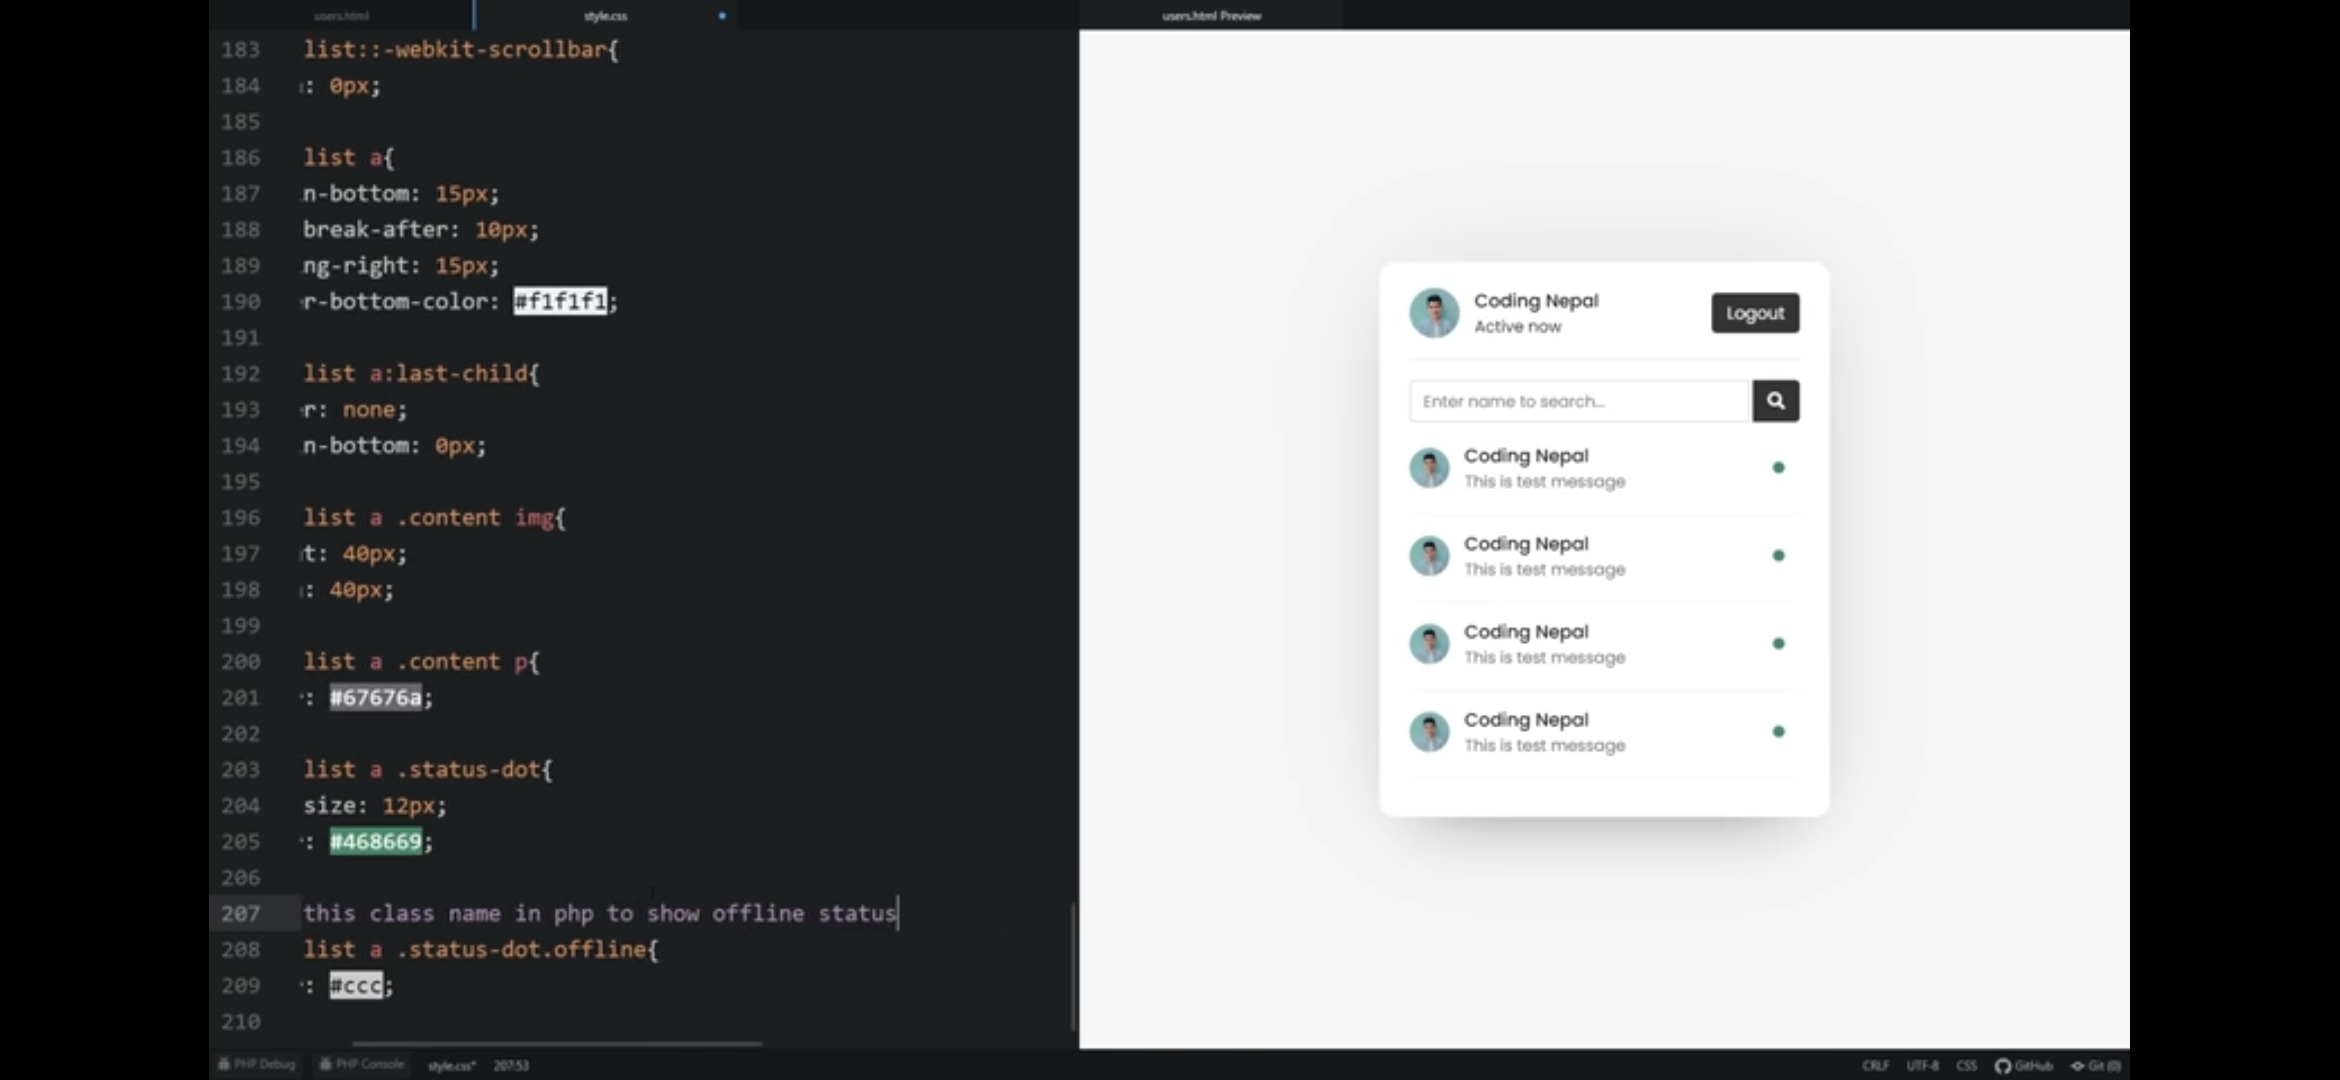 users.html
style.css
users.html Preview
183 list::-webkit-scrollbar{
184 : 0px;
185
186 list a{
187 n-bottom: 15px;
188 break-after: 10px;
189 ng-right: 15px;
190 r-bottom-color: #f1f1f1;
191
192 list a:last-child{
193 r: none;
194 n-bottom: 0px;
195
196 list a .content img{
197 t: 40px;
198 : 40px;
199
200 list a .content p{
201 : #67676a;
202
203 list a .status-dot{
204 size: 12px;
205 : #468669;
206
207 this class name in php to show offline status
208 list a .status-dot.offline{
209 : #ccc;
210
PHP Debug PHP Console style.css* 207:53
Coding Nepal
Active now
Logout
Enter name to search...
Coding Nepal
This is test message
Coding Nepal
This is test message
Coding Nepal
This is test message
Coding Nepal
This is test message
CRLF UTF-8 CSS GitHub Git (0)